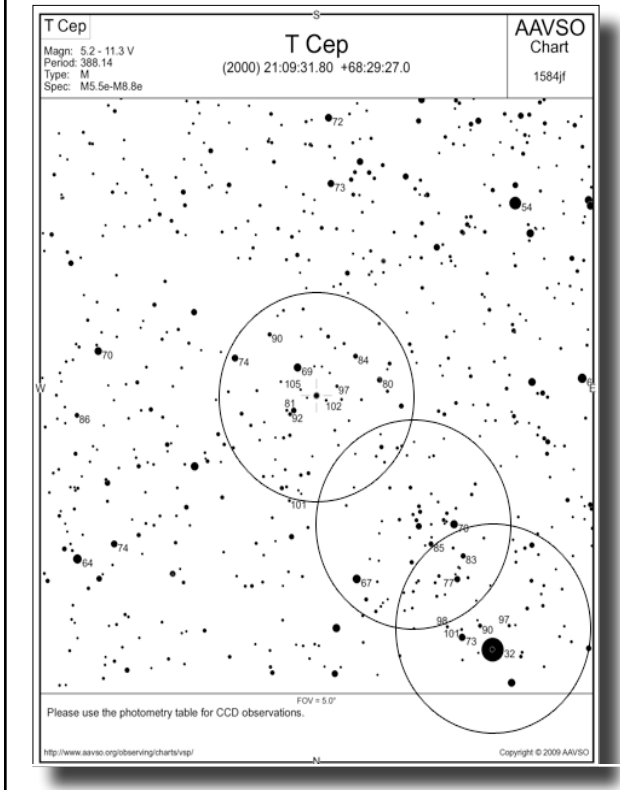 S
T Cep
Magn: 5.2 - 11.3 V
Period: 388.14
Type: M
Spec: M5.5e-M8.8e
T Cep
(2000) 21:09:31.80 +68:29:27.0
AAVSO
Chart
1584jf
72
73
54
90
70
74
84
69
105
97
80
W
E
81
102
86
92
101
70
74
85
64
83
67
77
98
97
101
90
73
32
FOV = 5.0°
Please use the photometry table for CCD observations.
http://www.aavso.org/observing/charts/vsp/
N
Copyright © 2009 AAVSO